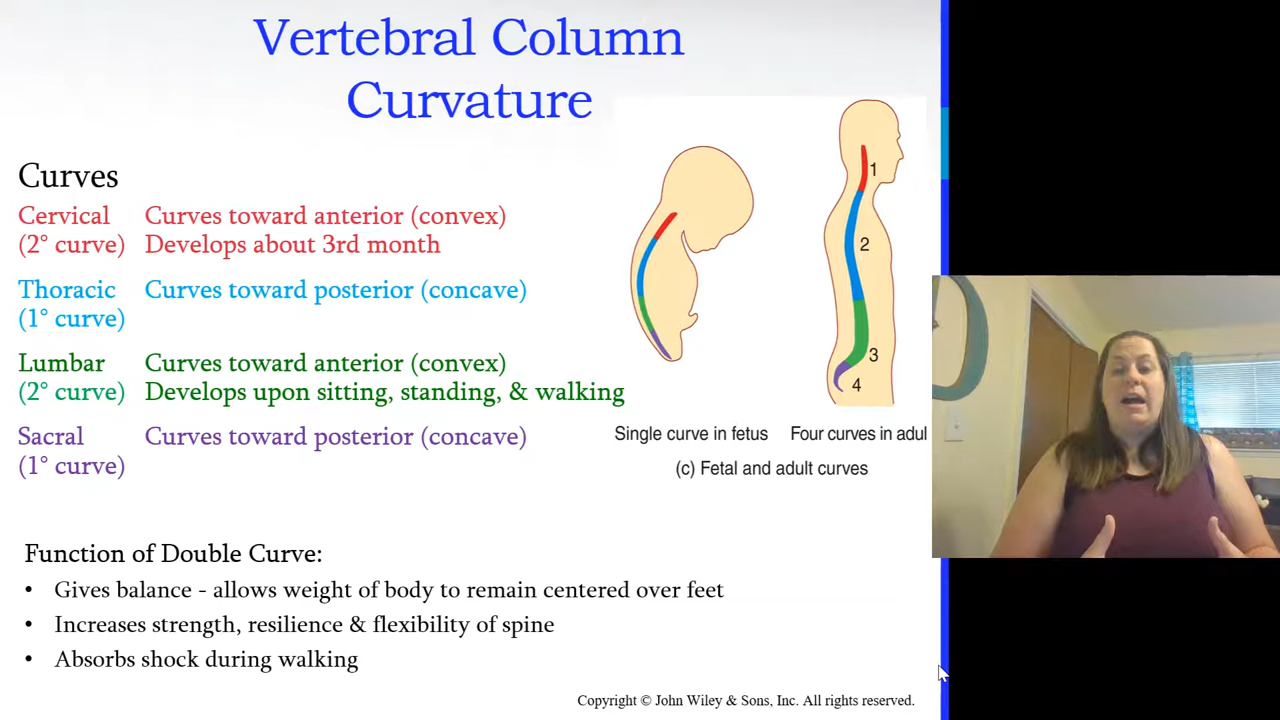 Vertebral Column
Curvature
Curves
Cervical Curves toward anterior (convex)
(2° curve) Develops about 3rd month
Thoracic Curves toward posterior (concave)
(1° curve)
Lumbar Curves toward anterior (convex)
(2° curve) Develops upon sitting, standing, & walking
Sacral Curves toward posterior (concave)
(1° curve)
1
2
3
4
Single curve in fetus Four curves in adul
(c) Fetal and adult curves
Function of Double Curve:
• Gives balance - allows weight of body to remain centered over feet
• Increases strength, resilience & flexibility of spine
• Absorbs shock during walking
Copyright © John Wiley & Sons, Inc. All rights reserved.